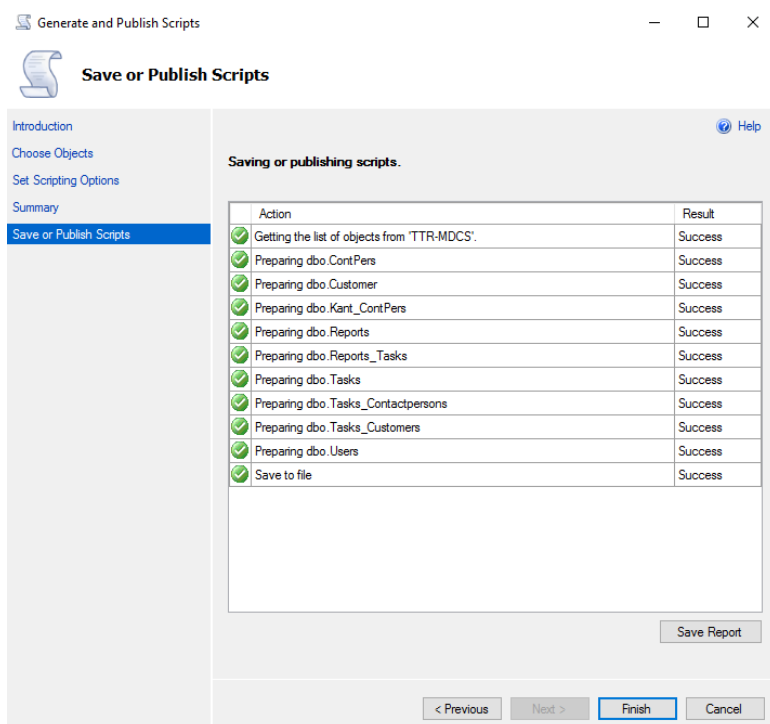 Generate and Publish Scripts
Save or Publish Scripts
Introduction
Choose Objects
Set Scripting Options
Summary
Save or Publish Scripts
Help
Saving or publishing scripts.
Action Result
Getting the list of objects from 'TTR-MDCS'. Success
Preparing dbo.ContPers Success
Preparing dbo.Customer Success
Preparing dbo.Kant_ContPers Success
Preparing dbo.Reports Success
Preparing dbo.Reports_Tasks Success
Preparing dbo.Tasks Success
Preparing dbo.Tasks_Contactpersons Success
Preparing dbo.Tasks_Customers Success
Preparing dbo.Users Success
Save to file Success
Save Report
< Previous Next > Finish Cancel